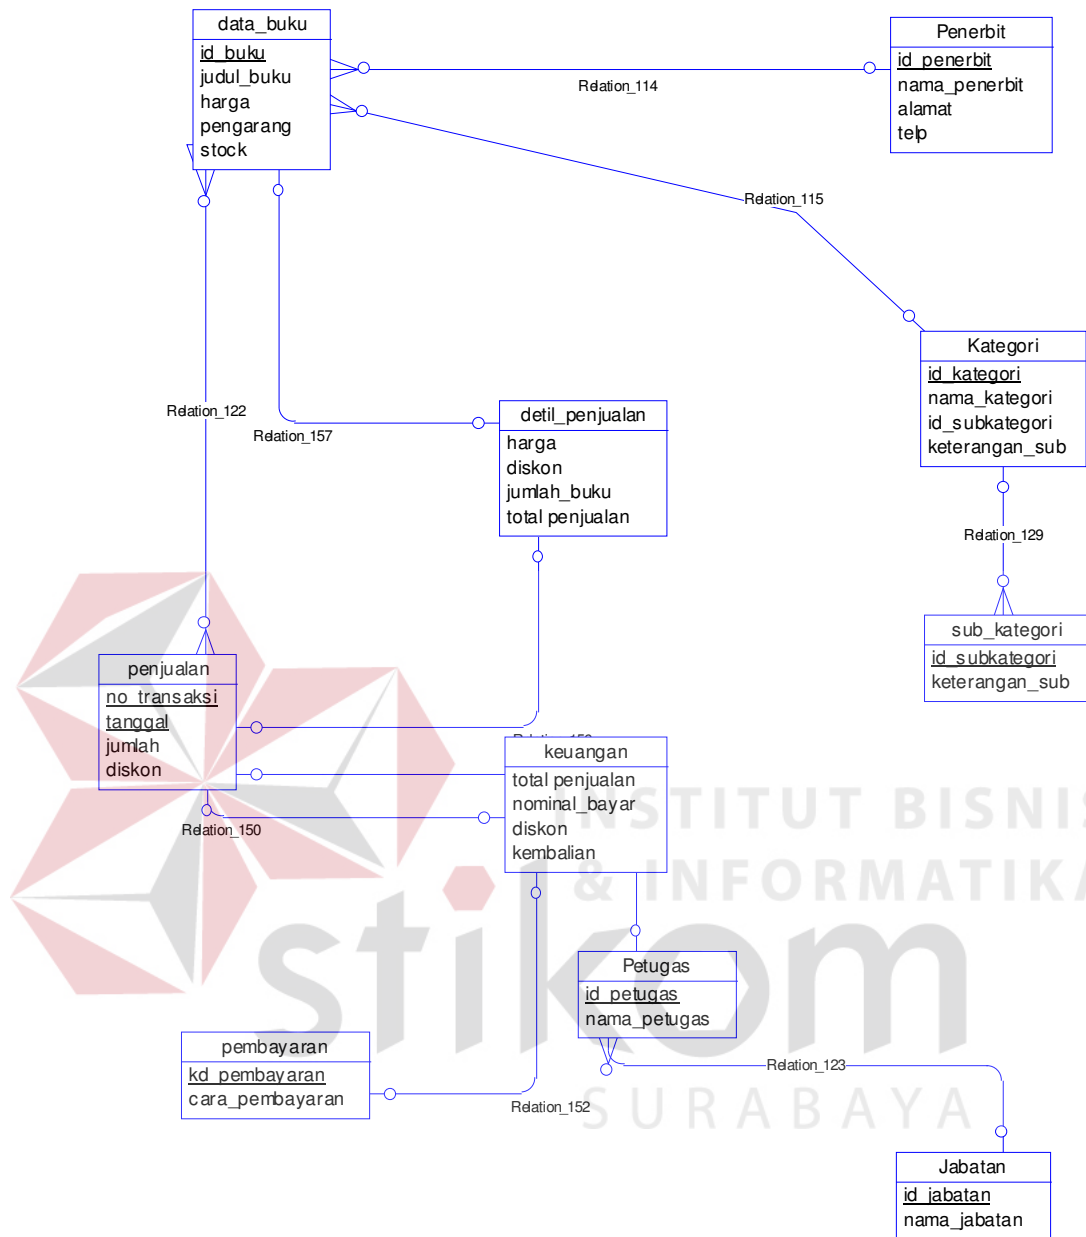 data_buku
id_buku
judul_buku
harga
pengarang
stock
Penerbit
id_penerbit
nama_penerbit
alamat
telp
Relation_114
Relation_115
Kategori
id_kategori
nama_kategori
id_subkategori
keterangan_sub
Relation_122
Relation_157
detil_penjualan
harga
diskon
jumlah_buku
total penjualan
Relation_129
sub_kategori
id_subkategori
keterangan_sub
penjualan
no_transaksi
tanggal
jumlah
diskon
keuangan
total penjualan
nominal_bayar
diskon
kembalian
Relation_150
INSTITUT BISNIS
& INFORMATIKA
stikom
SURABAYA
Petugas
id_petugas
nama_petugas
pembayaran
kd_pembayaran
cara_pembayaran
Relation_123
Relation_152
Jabatan
id_jabatan
nama_jabatan